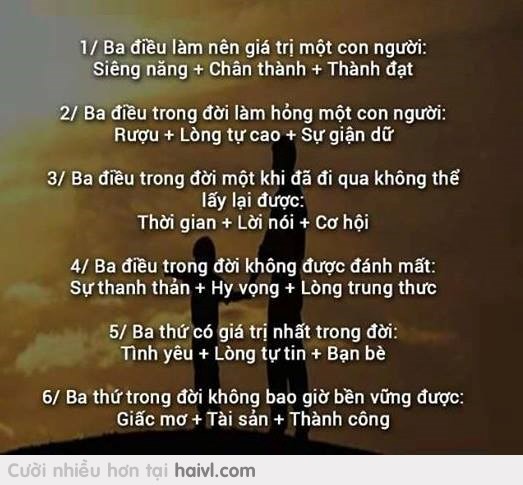 1/ Ba điều làm nên giá trị một con người:
Siêng năng + Chân thành + Thành đạt
2/ Ba điều trong đời làm hỏng một con người:
Rượu + Lòng tự cao + Sự giận dữ
3/ Ba điều trong đời một khi đã đi qua không thể
lấy lại được:
Thời gian + Lời nói + Cơ hội
4/ Ba điều trong đời không được đánh mất:
Sự thanh thản + Hy vọng + Lòng trung thực
5/ Ba thứ có giá trị nhất trong đời:
Tình yêu + Lòng tự tin + Bạn bè
6/ Ba thứ trong đời không bao giờ bền vững được:
Giấc mơ + Tài sản + Thành công
Cười nhiều hơn tại haivl.com